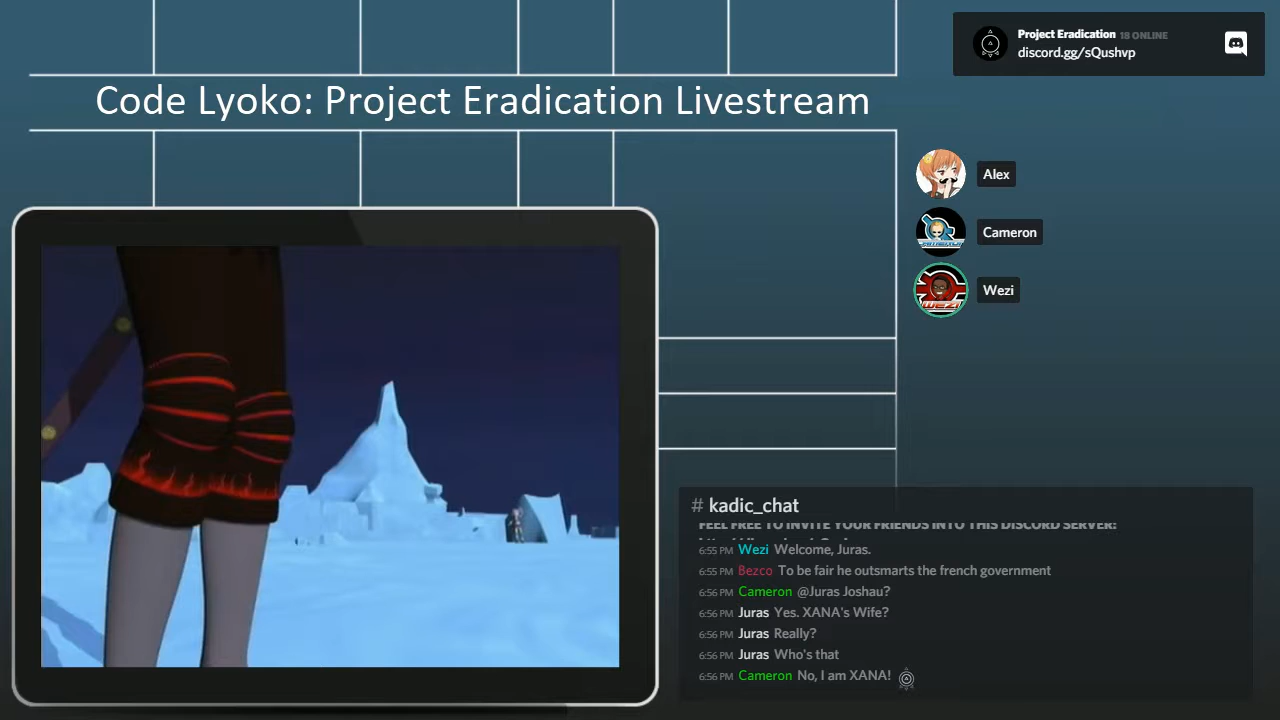 Project Eradication 18 ONLINE
discord.gg/sQushvp
Code Lyoko: Project Eradication Livestream
Alex
Cameron
Wezi
# kadic_chat
FEEL FREE TO INVITE YOUR FRIENDS INTO THIS DISCORD SERVER:
6:55 PM Wezi Welcome, Juras.
6:55 PM Bezco To be fair he outsmarts the french government
6:56 PM Cameron @Juras Joshau?
6:56 PM Juras Yes. XANA's Wife?
6:56 PM Juras Really?
6:56 PM Juras Who's that
6:56 PM Cameron No, I am XANA!